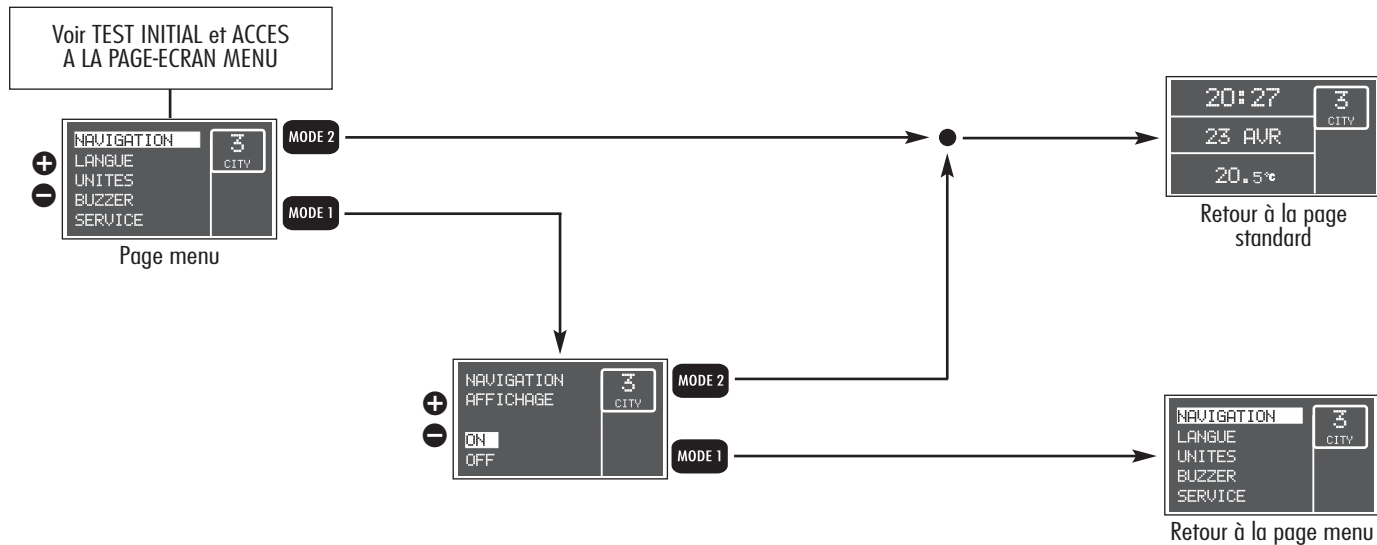 Voir TEST INITIAL et ACCES
A LA PAGE-ECRAN MENU
NAVIGATION
LANGUE
UNITES
BUZZER
SERVICE
3
CITY
MODE 2
MODE 1
Page menu
20:27
23 AVR
20.5°c
3
CITY
Retour à la page
standard
NAVIGATION
AFFICHAGE
ON
OFF
3
CITY
MODE 2
MODE 1
NAVIGATION
LANGUE
UNITES
BUZZER
SERVICE
3
CITY
Retour à la page menu